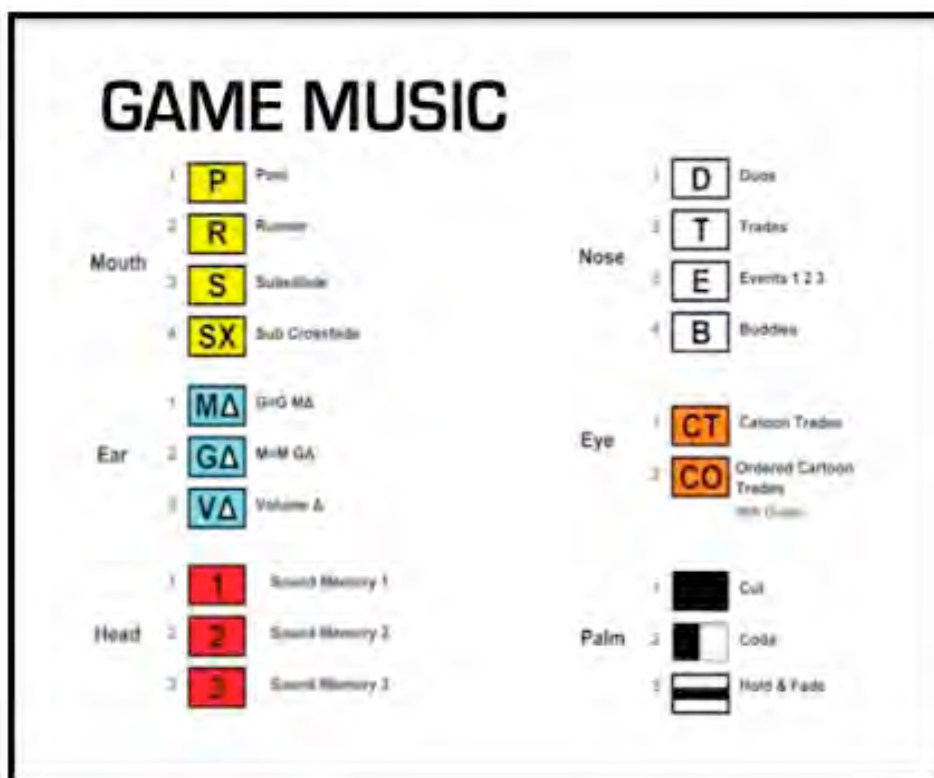 GAME MUSIC
Mouth
1 P Pool
2 R Runner
3 S Substitute
4 SX Sub Crossfade
Ear
1 MΔ G=G MΔ
2 GΔ M=M GΔ
3 VΔ Volume Δ
Head
1 1 Sound Memory 1
2 2 Sound Memory 2
3 3 Sound Memory 3
Nose
1 D Duos
2 T Trades
3 E Events 1 2 3
4 B Buddies
Eye
1 CT Cartoon Trades
2 CO Ordered Cartoon
Trades
Palm
1 Cut
2 Coda
3 Hold & Fade